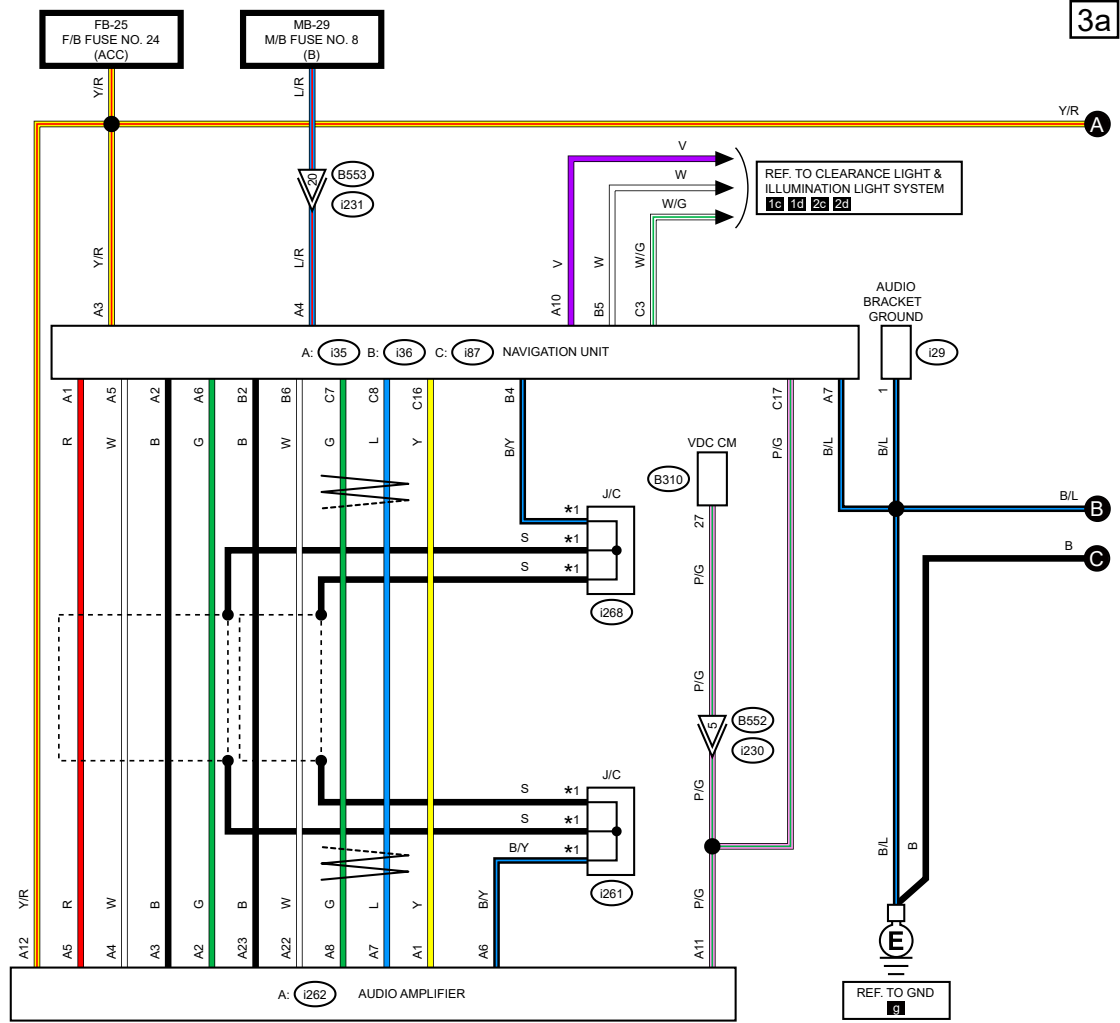 3a
FB-25
F/B FUSE NO. 24
(ACC)
MB-29
M/B FUSE NO. 8
(B)
Y/R
L/R
Y/R
A
20
B553
i231
V
W
W/G
REF. TO CLEARANCE LIGHT &
ILLUMINATION LIGHT SYSTEM
1c 1d 2c 2d
Y/R
L/R
V
W
W/G
A3
A4
A10
B5
C3
AUDIO
BRACKET
GROUND
A: i35 B: i36 C: i87 NAVIGATION UNIT
i29
A1
A5
A2
A6
B2
B6
C7
C8
C16
B4
C17
A7
1
R
W
B
G
B
W
G
L
Y
B/Y
P/G
B/L
B/L
VDC CM
B310
27
J/C
*1
S *1
S *1
i268
B/L
B
B
C
P/G
P/G
5
B552
i230
P/G
J/C
S *1
S *1
B/Y *1
i261
B/L
B
Y/R
R
W
B
G
B
W
G
L
Y
B/Y
P/G
A12
A5
A4
A3
A2
A23
A22
A8
A7
A1
A6
A11
E
A: i262 AUDIO AMPLIFIER
REF. TO GND
g